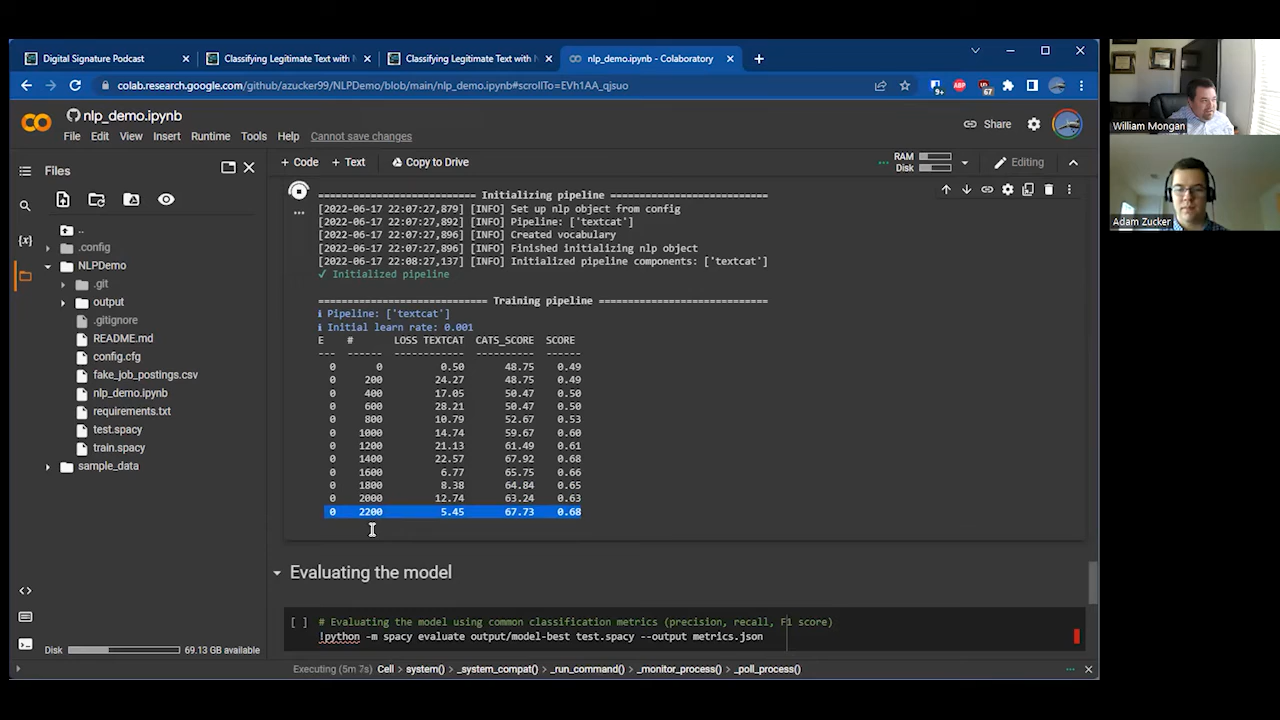 Digital Signature Podcast
Classifying Legitimate Text with
Classifying Legitimate Text with
nlp_demo.ipynb - Colaboratory
colab.research.google.com/github/azucker99/NLPDemo/blob/main/nlp_demo.ipynb#scrollTo=EVh1AA_qjsuo
9+
ABP
67
CO
nlp_demo.ipynb
File Edit View Insert Runtime Tools Help Cannot save changes
Share
Files
+ Code + Text Copy to Drive
RAM
Disk
Editing
..
.config
NLPDemo
.git
output
.gitignore
README.md
config.cfg
fake_job_postings.csv
nlp_demo.ipynb
requirements.txt
test.spacy
train.spacy
sample_data
Disk 69.13 GB available
========================= Initializing pipeline ===========================
[2022-06-17 22:07:27,879] [INFO] Set up nlp object from config
[2022-06-17 22:07:27,892] [INFO] Pipeline: ['textcat']
[2022-06-17 22:07:27,896] [INFO] Created vocabulary
[2022-06-17 22:07:27,896] [INFO] Finished initializing nlp object
[2022-06-17 22:08:27,137] [INFO] Initialized pipeline components: ['textcat']
✓ Initialized pipeline
============================= Training pipeline =============================
ℹ Pipeline: ['textcat']
ℹ Initial learn rate: 0.001
E # LOSS TEXTCAT CATS_SCORE SCORE
--- ------ ------------ ---------- ------
0 0 0.50 48.75 0.49
0 200 24.27 48.75 0.49
0 400 17.05 50.47 0.50
0 600 28.21 50.47 0.50
0 800 10.79 52.67 0.53
0 1000 14.74 59.67 0.60
0 1200 21.13 61.49 0.61
0 1400 22.57 67.92 0.68
0 1600 6.77 65.75 0.66
0 1800 8.38 64.84 0.65
0 2000 12.74 63.24 0.63
0 2200 5.45 67.73 0.68
Evaluating the model
[ ] # Evaluating the model using common classification metrics (precision, recall, F1 score)
!python -m spacy evaluate output/model-best test.spacy --output metrics.json
Executing (5m 7s) Cell > system() > _system_compat() > _run_command() > _monitor_process() > _poll_process()
William Mongan
Adam Zucker